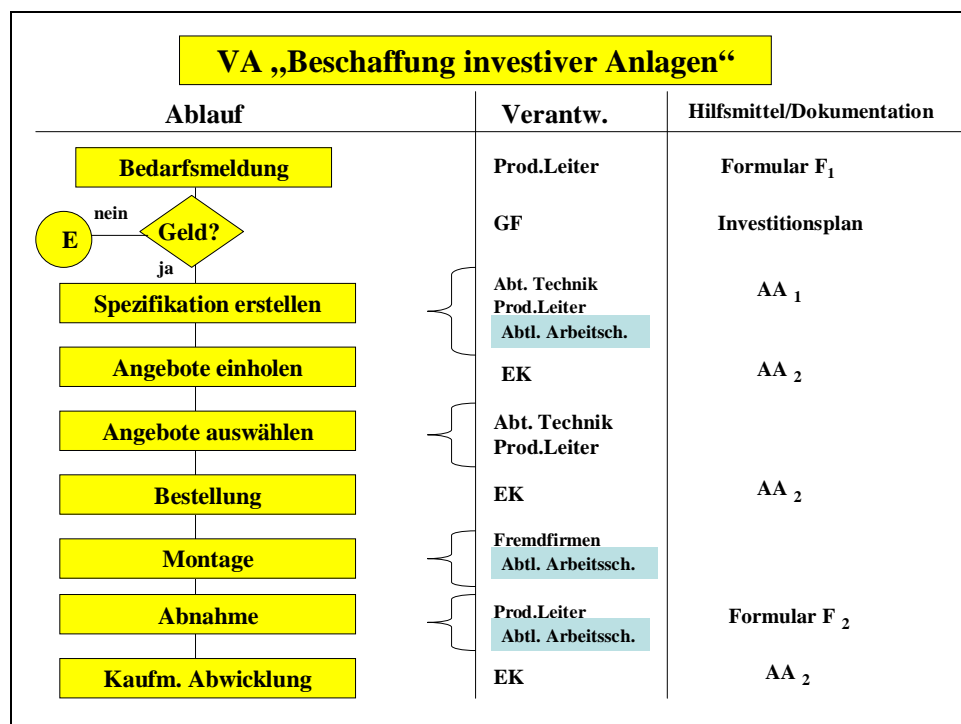 VA „Beschaffung investiver Anlagen“
Ablauf Verantw. Hilfsmittel/Dokumentation
Bedarfsmeldung Prod.Leiter Formular F1
nein
E Geld? GF Investitionsplan
ja
Spezifikation erstellen Abt. Technik AA 1
Prod.Leiter
Abtl. Arbeitsch.
Angebote einholen EK AA 2
Angebote auswählen Abt. Technik
Prod.Leiter
Bestellung EK AA 2
Montage Fremdfirmen
Abtl. Arbeitssch.
Abnahme Prod.Leiter Formular F 2
Abtl. Arbeitssch.
Kaufm. Abwicklung EK AA 2